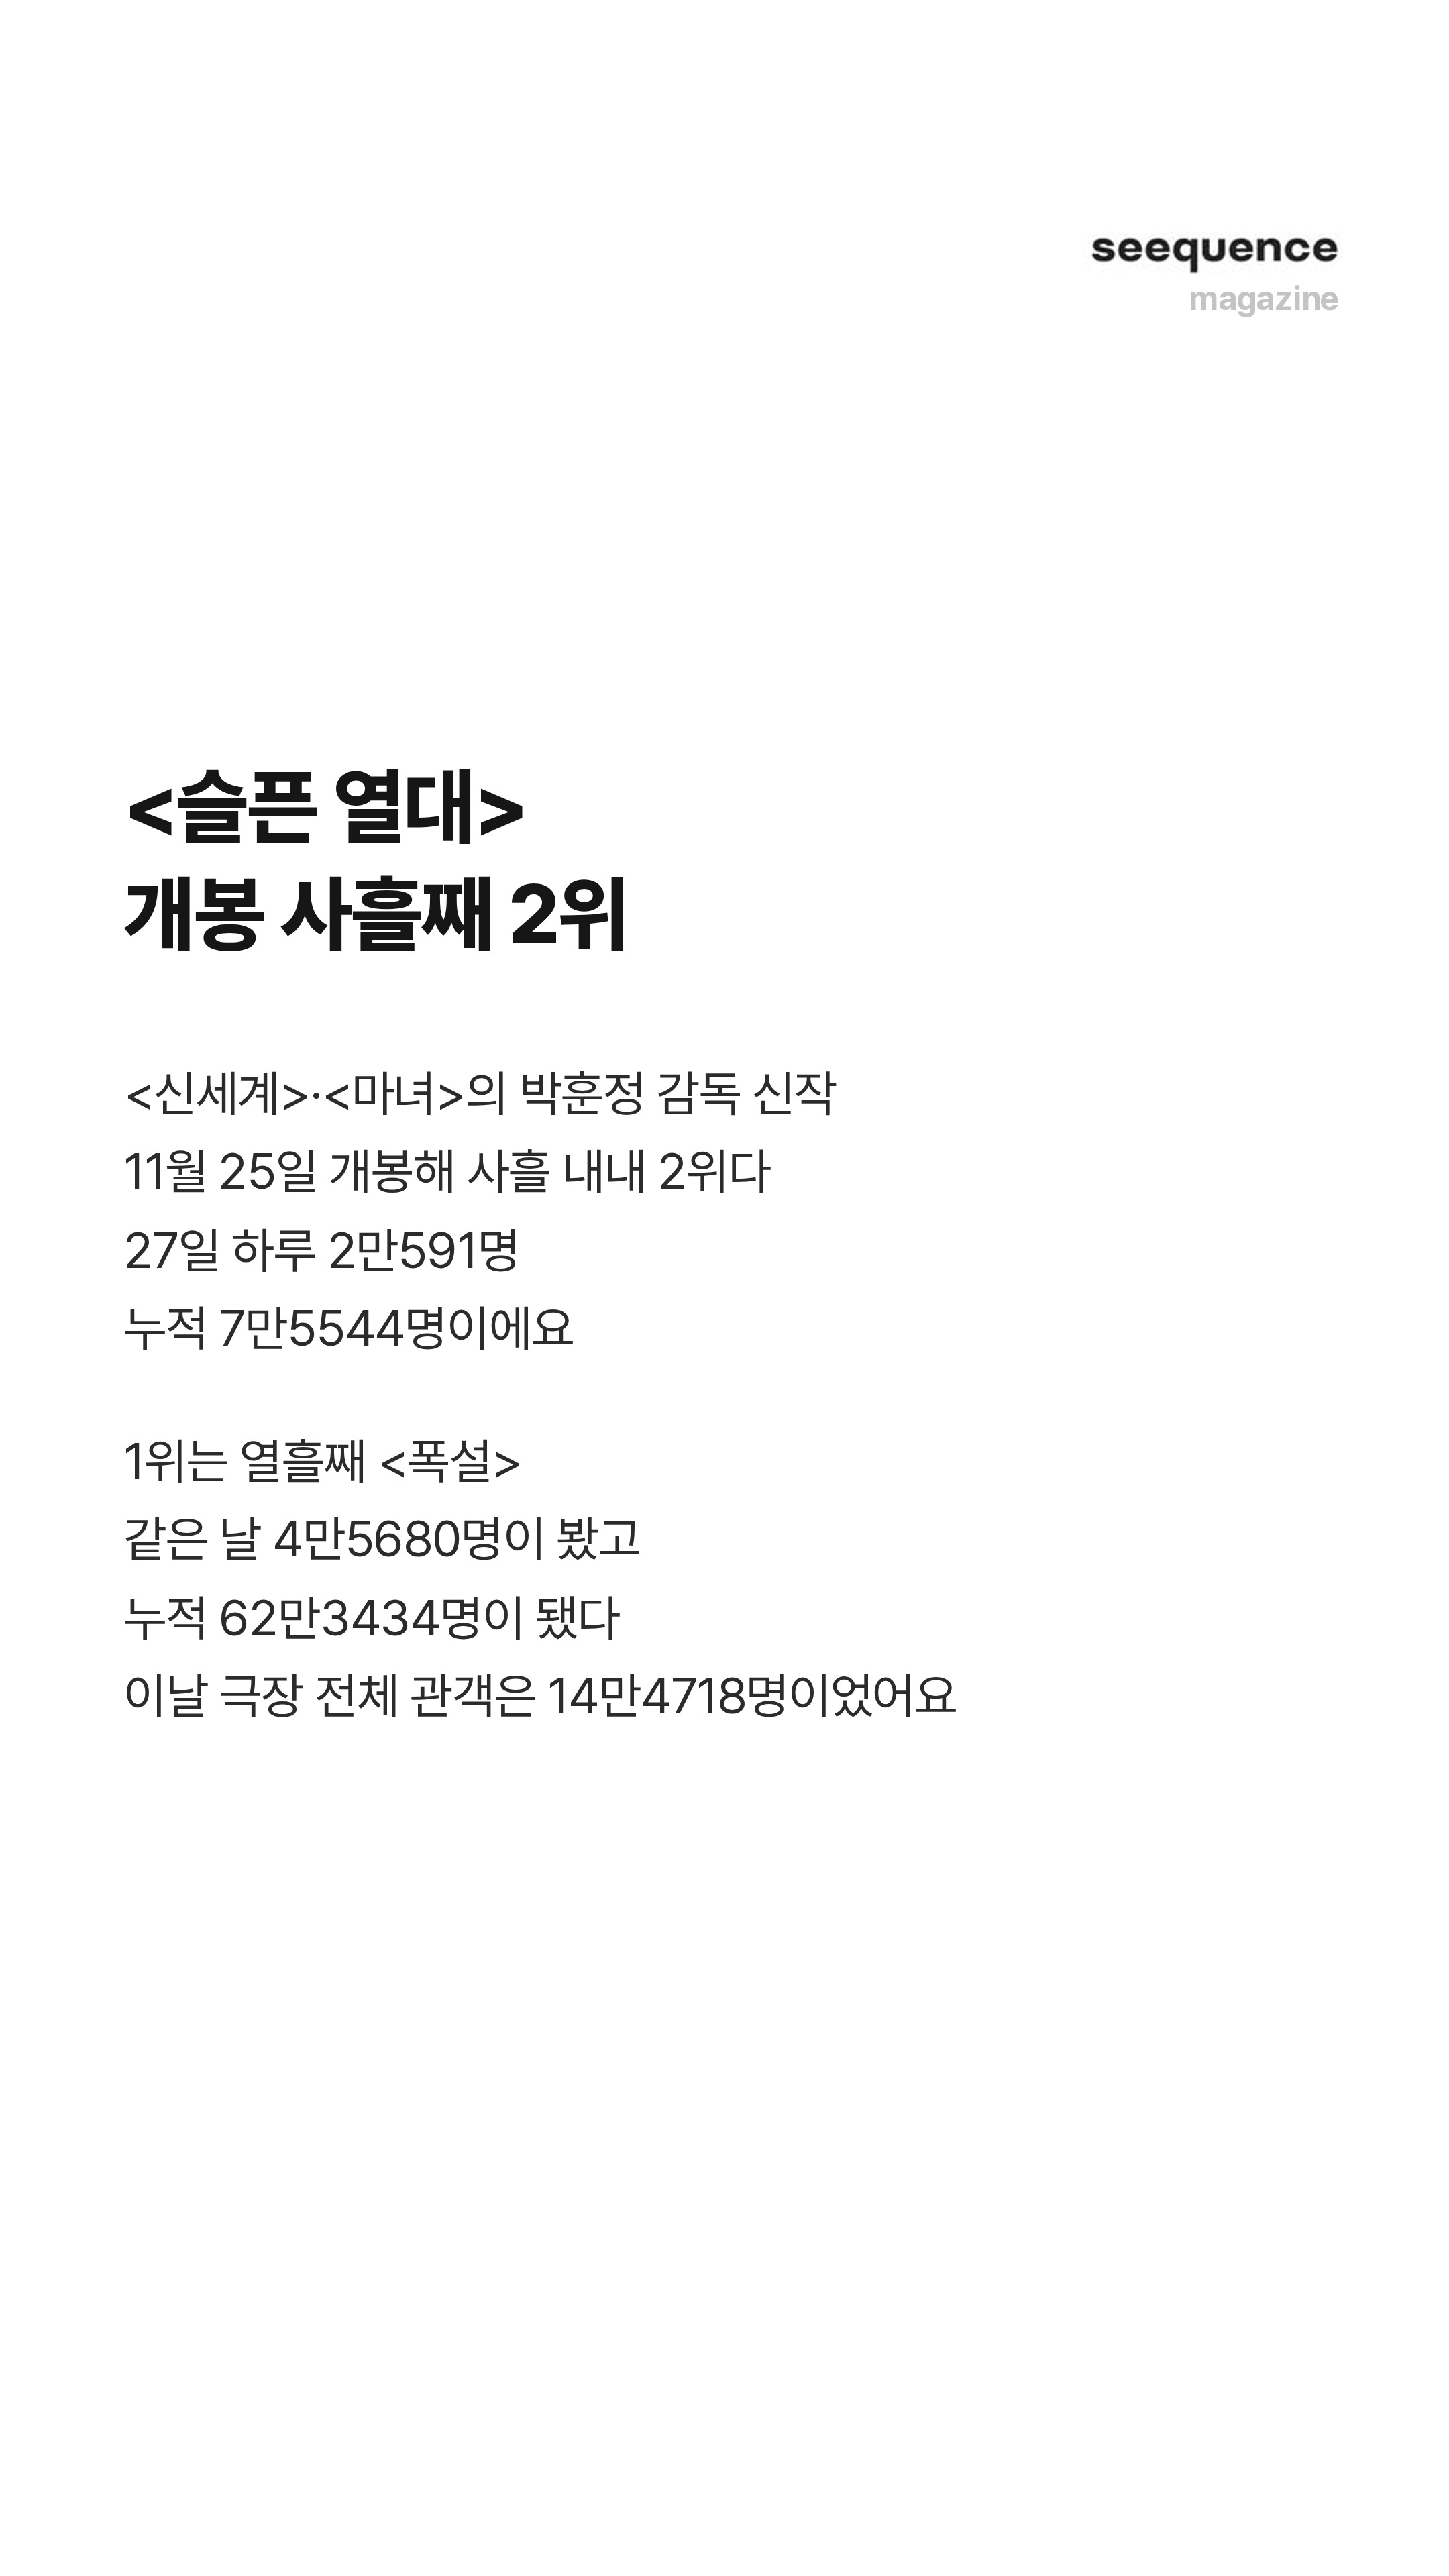 seequence
magazine
<슬픈 열대>
개봉 사흘째 2위
<신세계>·<마녀>의 박훈정 감독 신작
11월 25일 개봉해 사흘 내내 2위다
27일 하루 2만591명
누적 7만5544명이에요
1위는 열흘째 <폭설>
같은 날 4만5680명이 봤고
누적 62만3434명이 됐다
이날 극장 전체 관객은 14만4718명이었어요